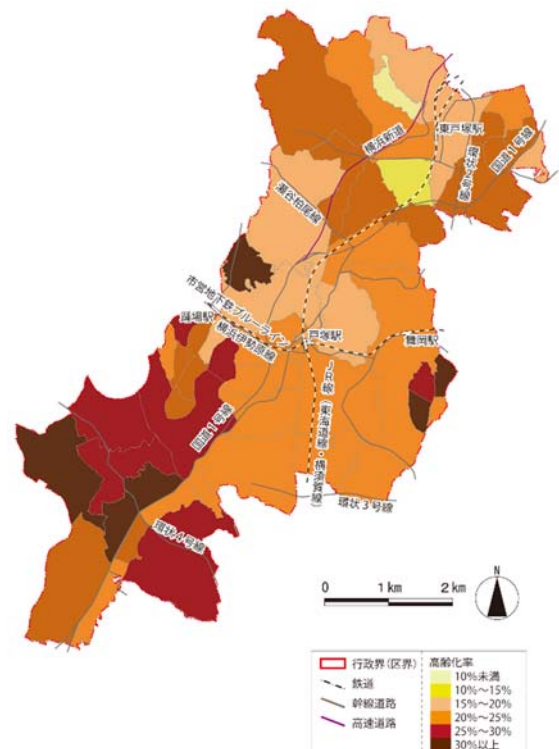 東戸塚駅
横浜新道
環状2号線
国道1号線
瀬谷柏尾線
市営地下鉄ブルーライン
踊場駅
横浜伊勢原線
戸塚駅
舞岡駅
JR線（東海道線・横須賀線）
国道1号線
環状3号線
環状4号線
N
0 1 km 2 km
行政界(区界)
鉄道
幹線道路
高速道路
高齢化率
10%未満
10%～15%
15%～20%
20%～25%
25%～30%
30%以上